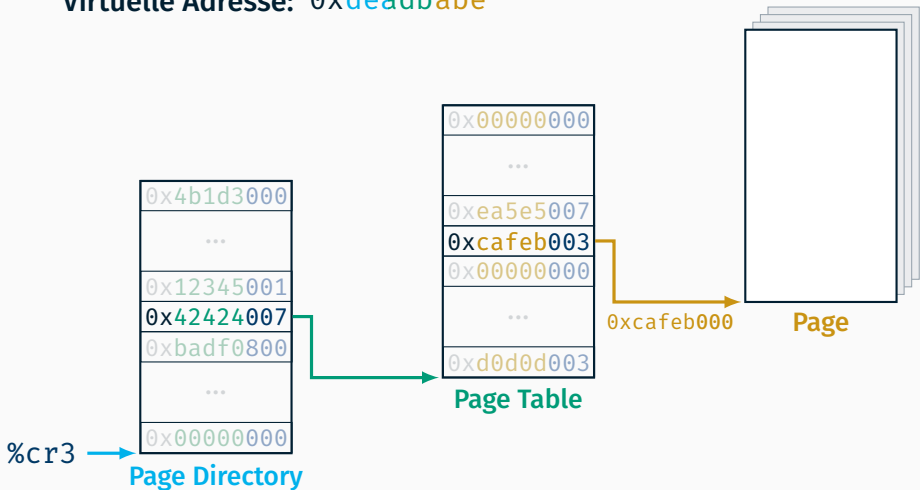 Virtuelle Adresse: 0xdeadbabe
0x00000000
...
0xea5e5007
0xcafeb003
0x00000000
...
0xd0d0d003
Page Table
0x4b1d3000
...
0x12345001
0x42424007
0xbadf0800
...
0x00000000
%cr3
Page Directory
0xcafeb000
Page